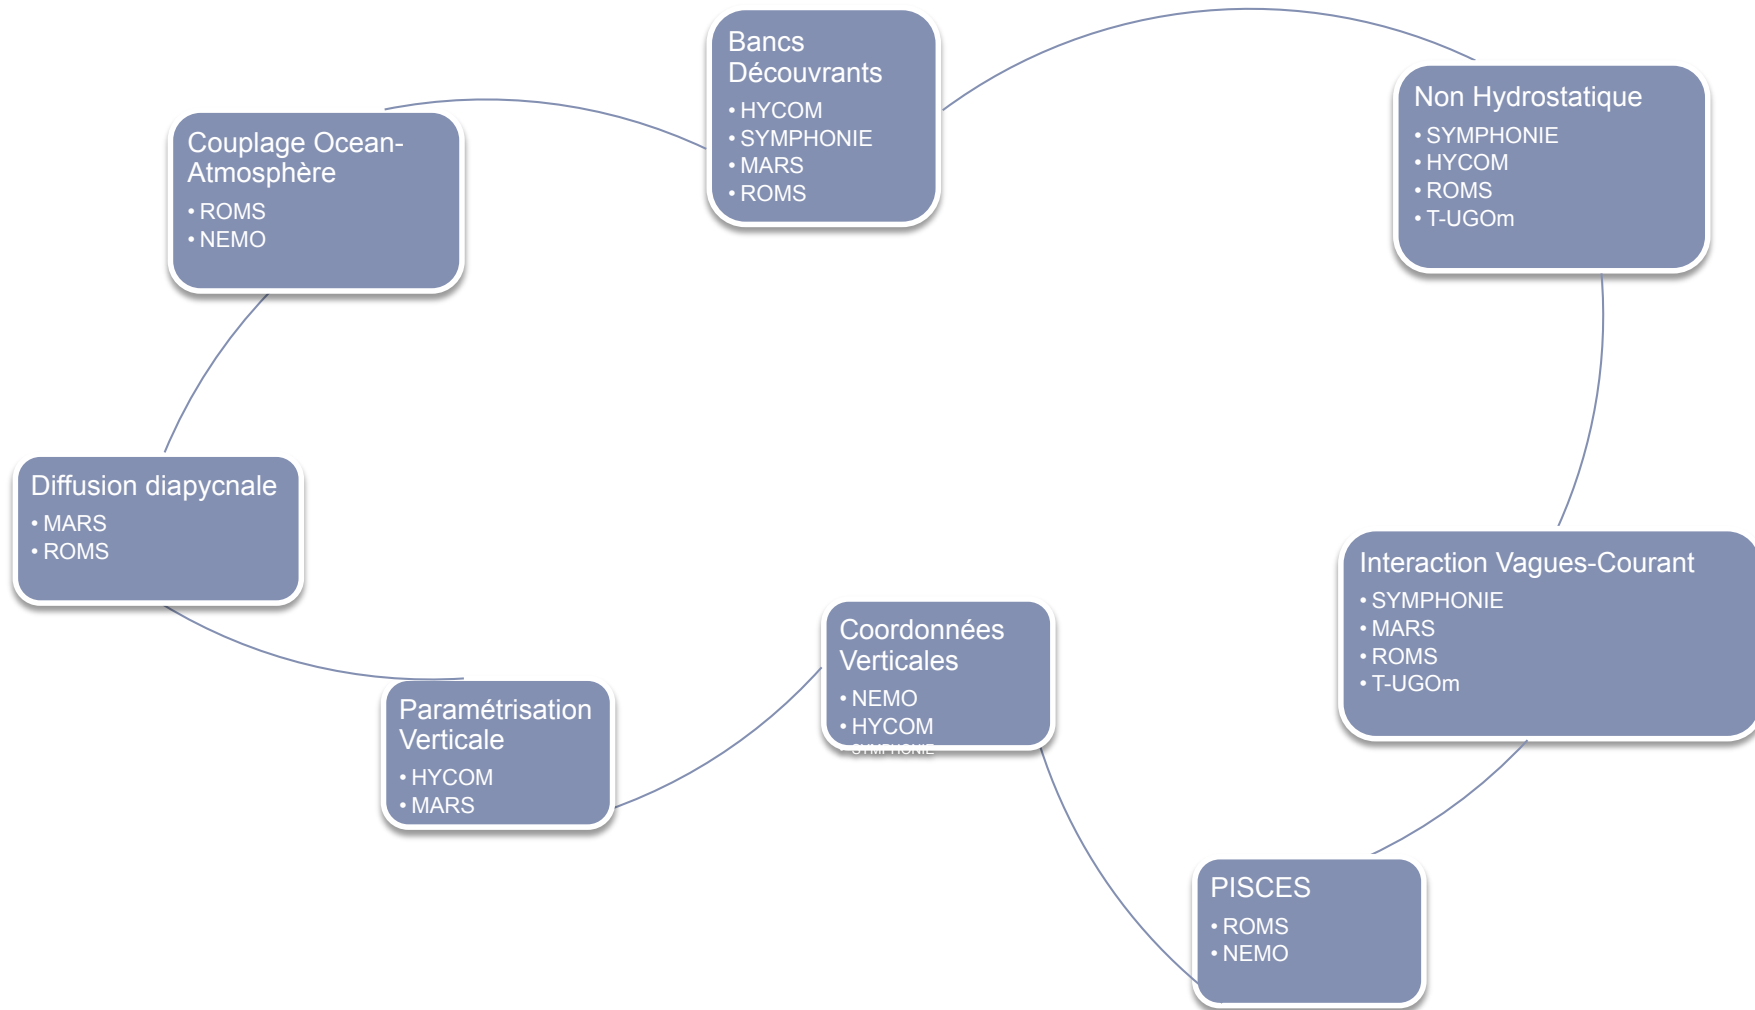 Bancs
Découvrants
• HYCOM
• SYMPHONIE
• MARS
• ROMS
Non Hydrostatique
• SYMPHONIE
• HYCOM
• ROMS
• T-UGOm
Interaction Vagues-Courant
• SYMPHONIE
• MARS
• ROMS
• T-UGOm
PISCES
• ROMS
• NEMO
Coordonnées
Verticales
• NEMO
• HYCOM
• SYMPHONIE
Paramétrisation
Verticale
• HYCOM
• MARS
Diffusion diapycnale
• MARS
• ROMS
Couplage Ocean-
Atmosphère
• ROMS
• NEMO